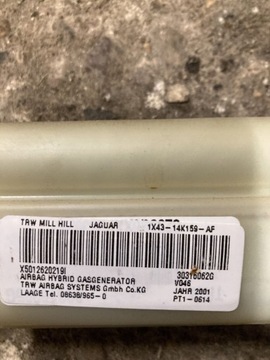 TRW MILL HILL JAGUAR 1X43-14K159-AF
X5012620219I 30316062G
AIRBAG HYBRID GASGENERATOR V046
TRW AIRBAG SYSTEMS Gmbh Co.KG JAHR 2001
LAAGE Tel. 08638/965-0 PT1-0614